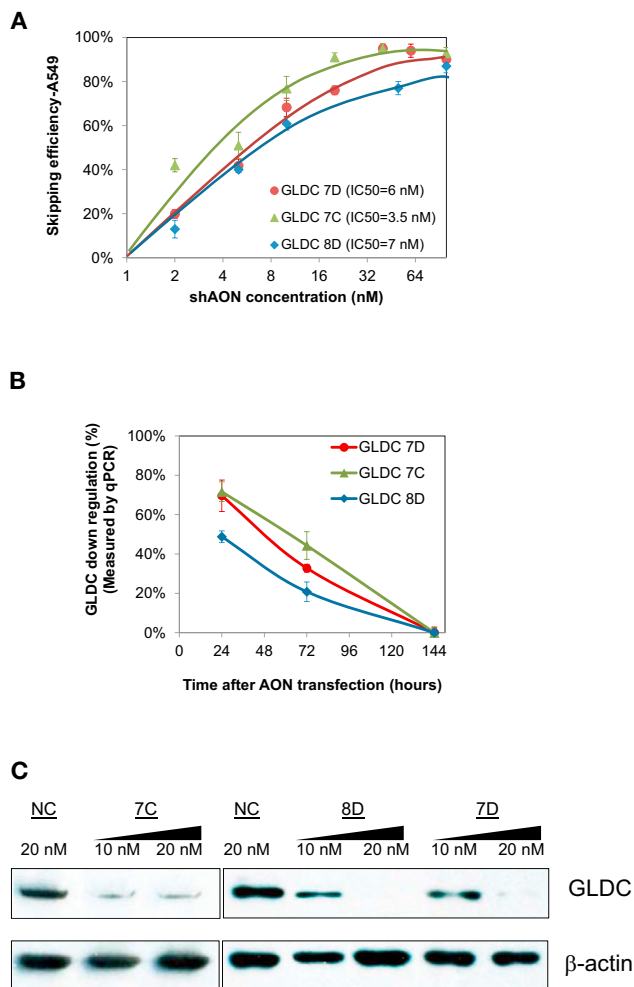 A
Skipping efficiency-A549
100%
80%
60%
40%
20%
0%
GLDC 7D (IC50=6 nM)
GLDC 7C (IC50=3.5 nM)
GLDC 8D (IC50=7 nM)
1 2 4 8 16 32 64
shAON concentration (nM)
B
GLDC down regulation (%)
(Measured by qPCR)
100%
80%
60%
40%
20%
0%
GLDC 7D
GLDC 7C
GLDC 8D
0 24 48 72 96 120 144
Time after AON transfection (hours)
C
NC 7C NC 8D 7D
20 nM 10 nM 20 nM 20 nM 10 nM 20 nM 10 nM 20 nM
GLDC
β-actin